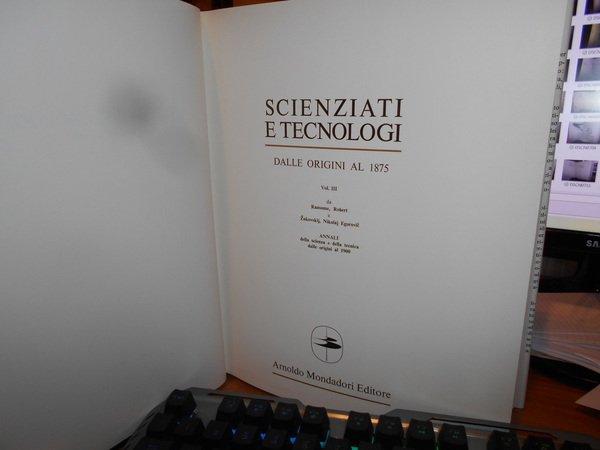 SCIENZIATI
E TECNOLOGI
DALLE ORIGINI AL 1875
Vol. III
da
Ransome, Robert
a
Žukovskij, Nikolaj Egorovič
ANNALI
della scienza e della tecnica
dalle origini al 1900
Arnoldo Mondadori Editore